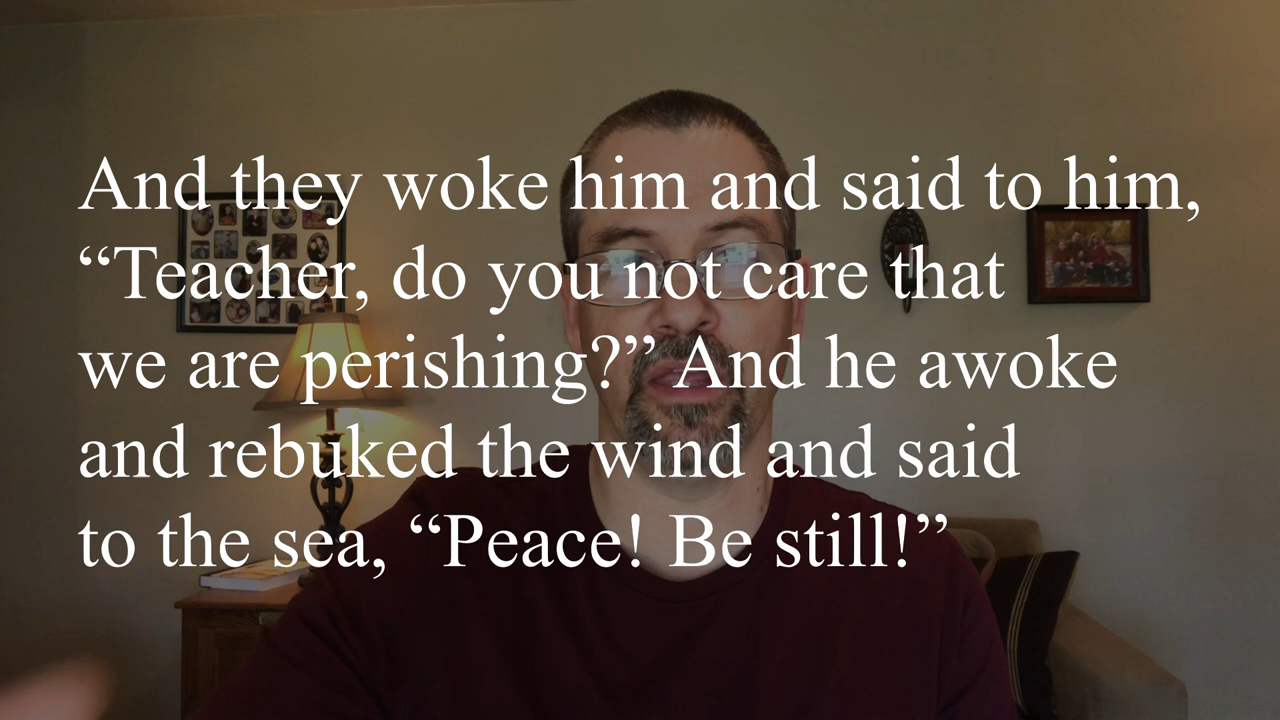 And they woke him and said to him,
“Teacher, do you not care that
we are perishing?” And he awoke
and rebuked the wind and said
to the sea, “Peace! Be still!”